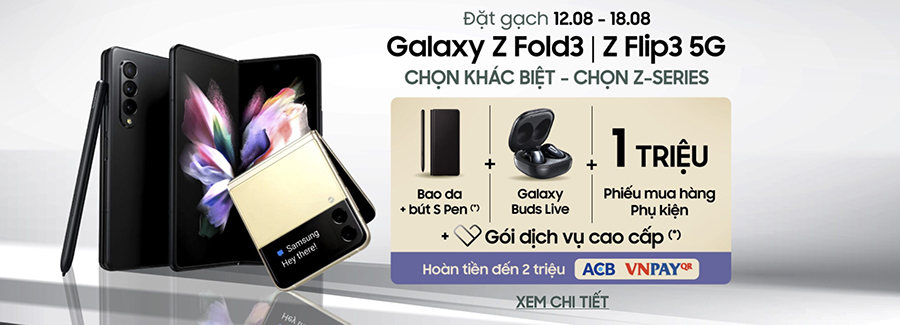 Đặt gạch 12.08 - 18.08
Galaxy Z Fold3 | Z Flip3 5G
CHỌN KHÁC BIỆT - CHỌN Z-SERIES
Bao da
+ bút S Pen (*)
+
Galaxy
Buds Live
+
1 TRIỆU
Phiếu mua hàng
Phụ kiện
+ Gói dịch vụ cao cấp (*)
Hoàn tiền đến 2 triệu ACB VNPAYQR
XEM CHI TIẾT
Samsung
Hey there!